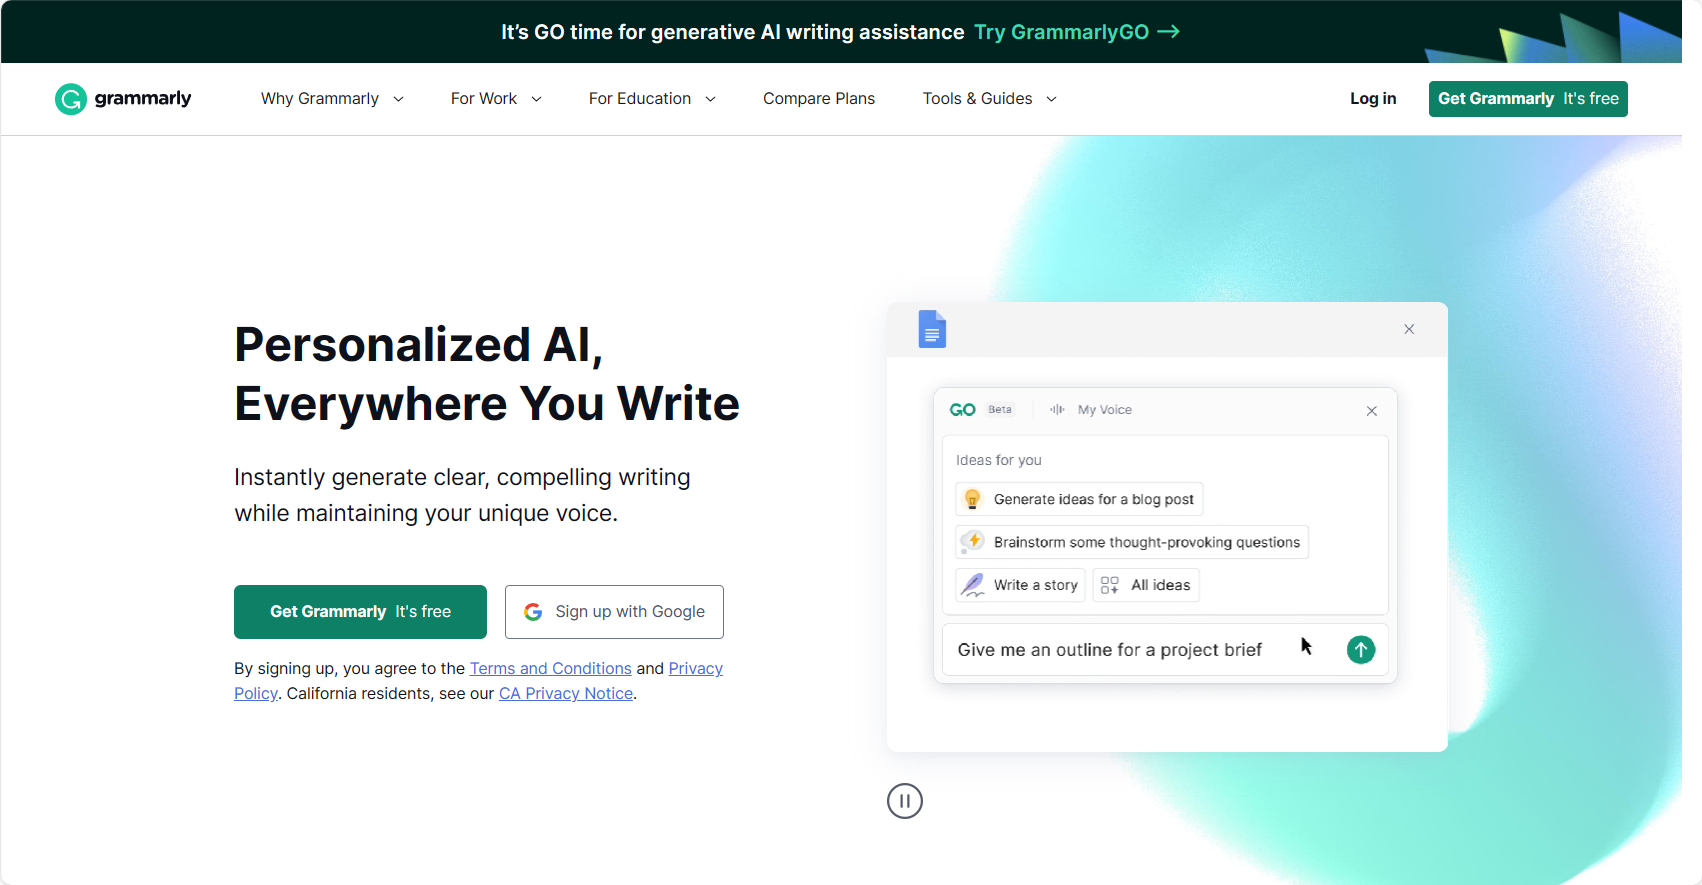 It’s GO time for generative AI writing assistance Try GrammarlyGO →
grammarly
Why Grammarly
For Work
For Education
Compare Plans
Tools & Guides
Log in
Get Grammarly It's free
Personalized AI,
Everywhere You Write
Instantly generate clear, compelling writing
while maintaining your unique voice.
Get Grammarly It's free
Sign up with Google
By signing up, you agree to the Terms and Conditions and Privacy
Policy. California residents, see our CA Privacy Notice.
GO Beta My Voice
Ideas for you
Generate ideas for a blog post
Brainstorm some thought-provoking questions
Write a story
All ideas
Give me an outline for a project brief